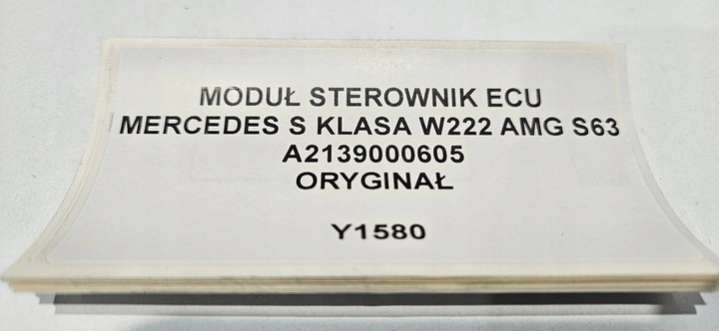 MODUŁ STEROWNIK ECU
MERCEDES S KLASA W222 AMG S63
A2139000605
ORYGINAŁ
Y1580